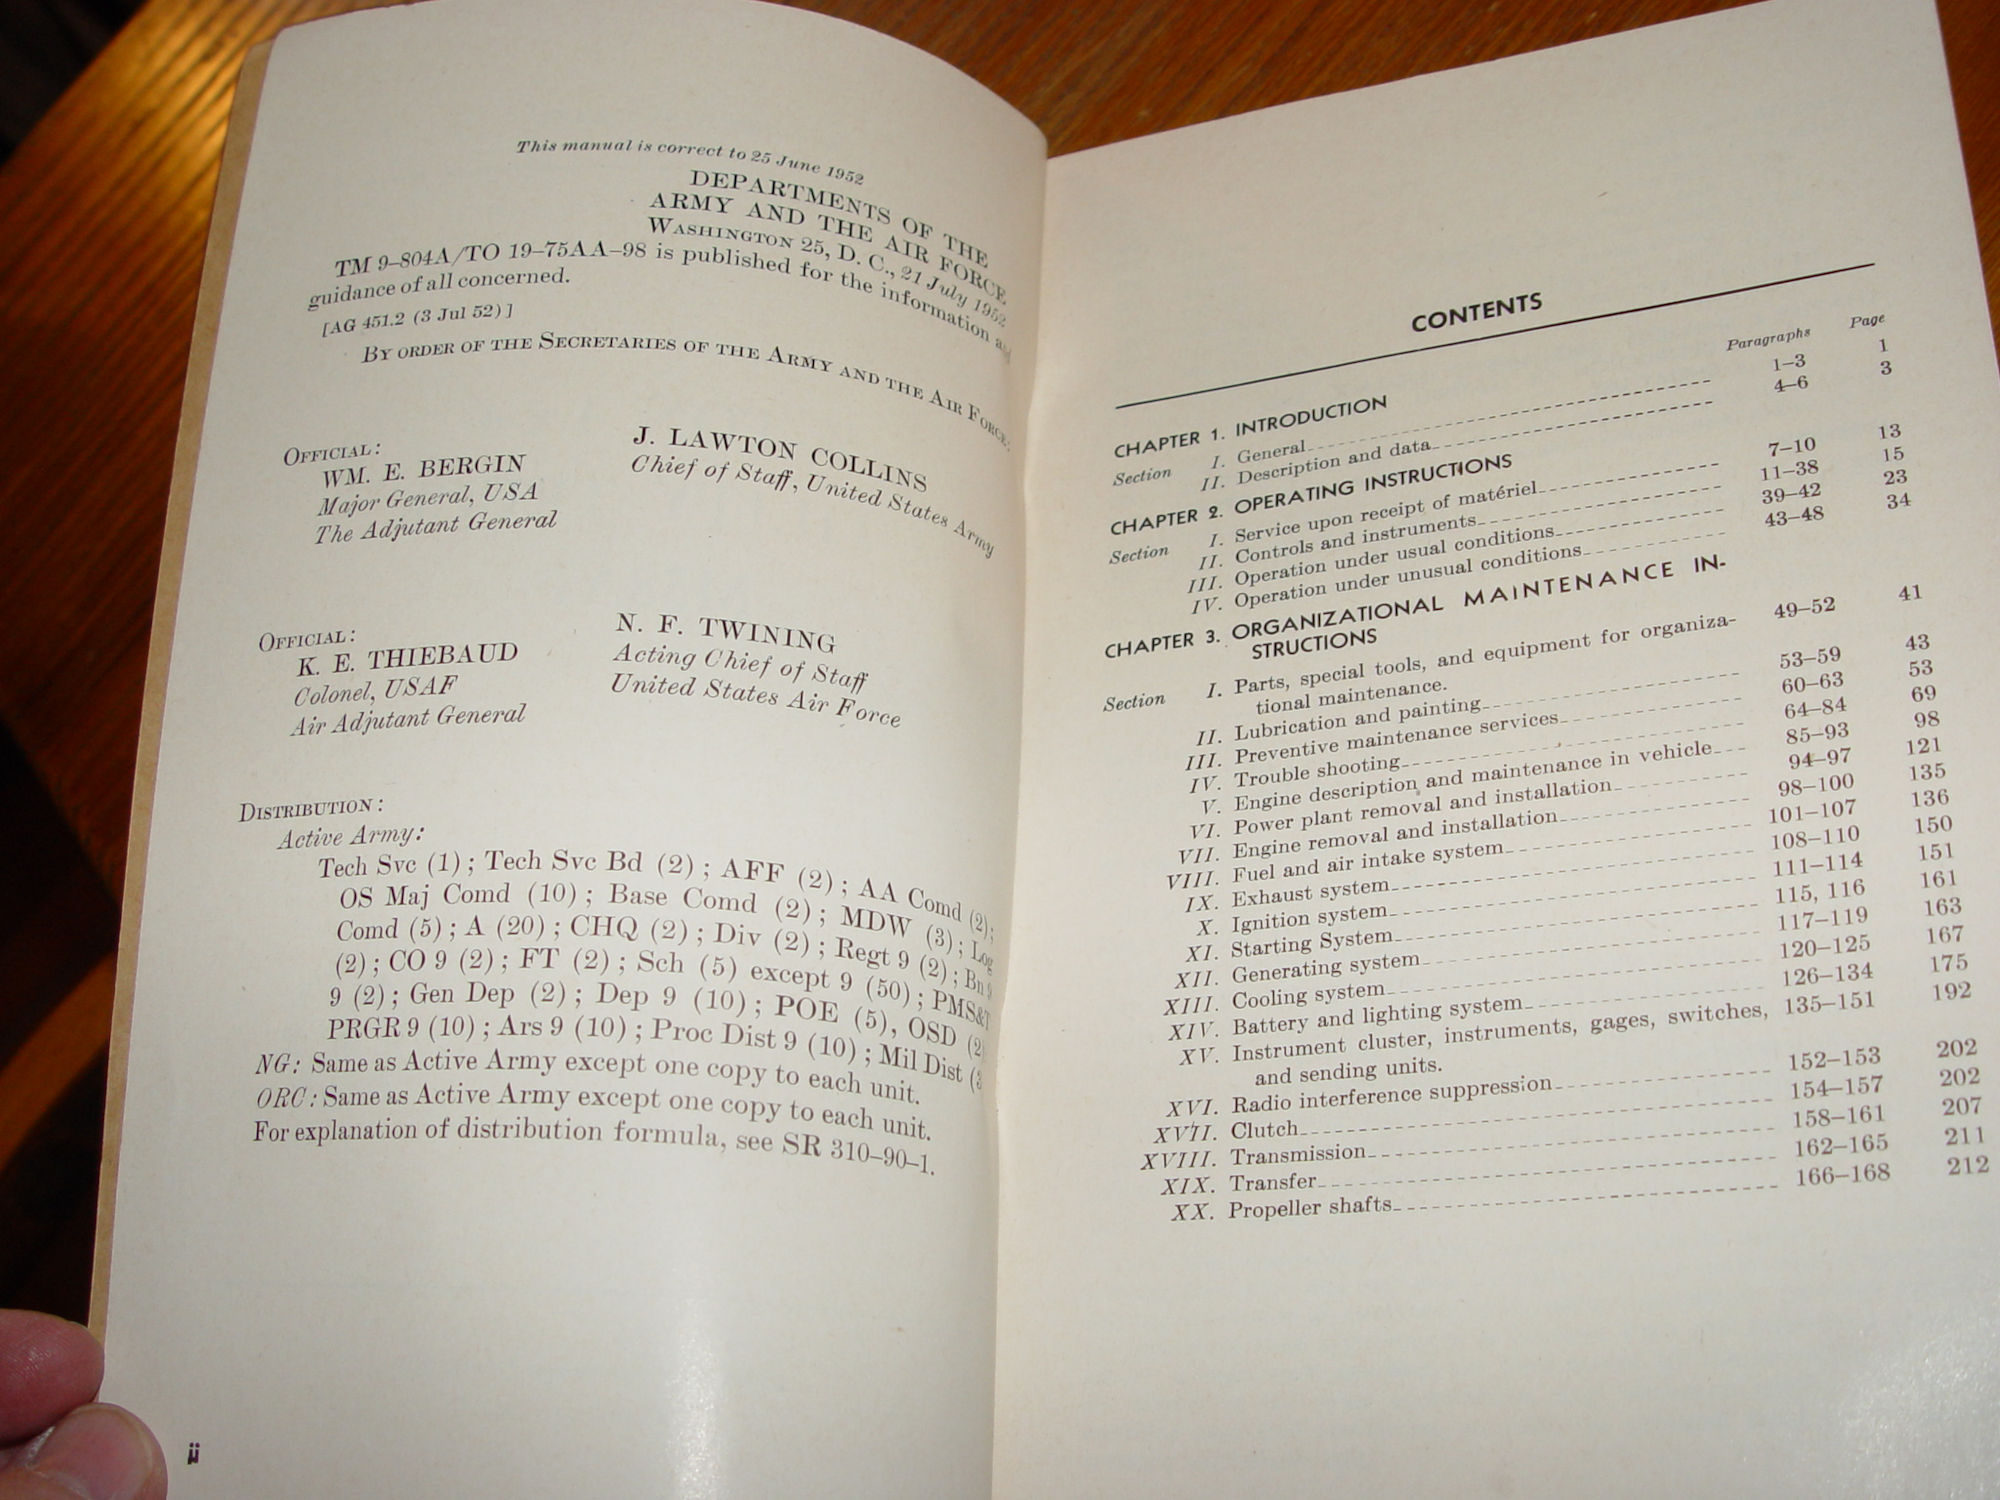 This manual is correct to 25 June 1952
DEPARTMENTS OF THE
ARMY AND THE AIR FORCE
WASHINGTON 25, D. C., 21 July 1952
TM 9–804A/TO 19–75AA–98 is published for the information and
guidance of all concerned.
[AG 451.2 (3 Jul 52)]
BY ORDER OF THE SECRETARIES OF THE ARMY AND THE AIR FORCE:
OFFICIAL:
WM. E. BERGIN
Major General, USA
The Adjutant General
J. LAWTON COLLINS
Chief of Staff, United States Army
OFFICIAL:
K. E. THIEBAUD
Colonel, USAF
Air Adjutant General
N. F. TWINING
Acting Chief of Staff
United States Air Force
DISTRIBUTION:
Active Army:
Tech Svc (1); Tech Svc Bd (2); AFF (2); AA Comd (2);
OS Maj Comd (10); Base Comd (2); MDW (3); Log
Comd (5); A (20); CHQ (2); Div (2); Regt 9 (2); Bn 9
(2); CO 9 (2); FT (2); Sch (5) except 9 (50); PMS&T
9 (2); Gen Dep (2); Dep 9 (10); POE (5), OSD (2
PRGR 9 (10); Ars 9 (10); Proc Dist 9 (10); Mil Dist (3
NG: Same as Active Army except one copy to each unit.
ORC: Same as Active Army except one copy to each unit.
For explanation of distribution formula, see SR 310–90–1.
ii
CONTENTS
Paragraphs Page
CHAPTER 1. INTRODUCTION
Section I. General 1–3 1
II. Description and data 4–6 3
CHAPTER 2. OPERATING INSTRUCTIONS
Section I. Service upon receipt of matériel 7–10 13
II. Controls and instruments 11–38 15
III. Operation under usual conditions 39–42 23
IV. Operation under unusual conditions 43–48 34
CHAPTER 3. ORGANIZATIONAL MAINTENANCE IN-
STRUCTIONS
Section I. Parts, special tools, and equipment for organiza- 49–52 41
tional maintenance.
II. Lubrication and painting 53–59 43
III. Preventive maintenance services 60–63 53
IV. Trouble shooting 64–84 69
V. Engine description and maintenance in vehicle 85–93 98
VI. Power plant removal and installation 94–97 121
VII. Engine removal and installation 98–100 135
VIII. Fuel and air intake system 101–107 136
IX. Exhaust system 108–110 150
X. Ignition system 111–114 151
XI. Starting System 115, 116 161
XII. Generating system 117–119 163
XIII. Cooling system 120–125 167
XIV. Battery and lighting system 126–134 175
XV. Instrument cluster, instruments, gages, switches, 135–151 192
and sending units.
XVI. Radio interference suppression 152–153 202
XVII. Clutch 154–157 202
XVIII. Transmission 158–161 207
XIX. Transfer 162–165 211
XX. Propeller shafts 166–168 212